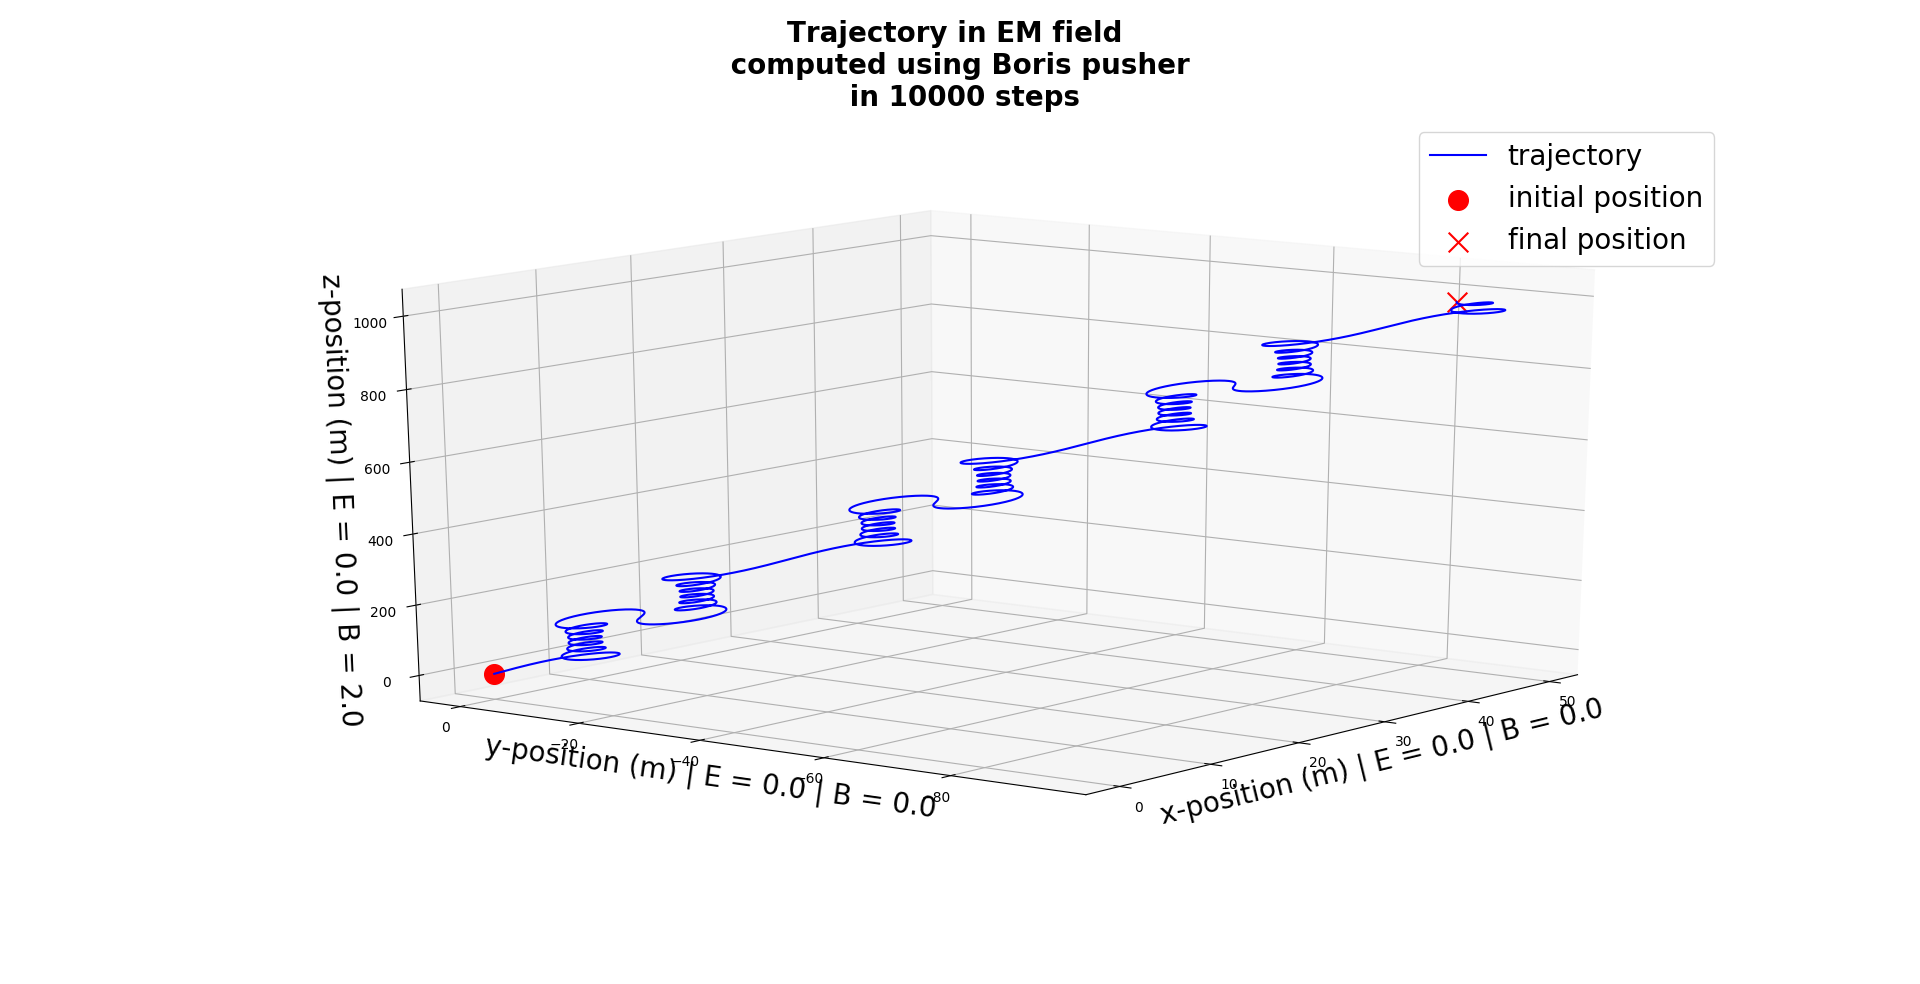 Trajectory in EM field
computed using Boris pusher
in 10000 steps
trajectory
initial position
final position
z-position (m) | E = 0.0 | B = 2.0
1000
800
600
400
200
0
y-position (m) | E = 0.0 | B = 0.0
0
−20
−40
−60
−80
x-position (m) | E = 0.0 | B = 0.0
0
10
20
30
40
50